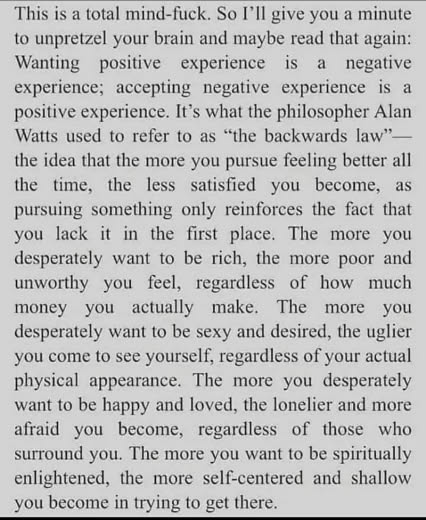 This is a total mind-fuck. So I’ll give you a minute
to unpretzel your brain and maybe read that again:
Wanting positive experience is a negative
experience; accepting negative experience is a
positive experience. It’s what the philosopher Alan
Watts used to refer to as “the backwards law”—
the idea that the more you pursue feeling better all
the time, the less satisfied you become, as
pursuing something only reinforces the fact that
you lack it in the first place. The more you
desperately want to be rich, the more poor and
unworthy you feel, regardless of how much
money you actually make. The more you
desperately want to be sexy and desired, the uglier
you come to see yourself, regardless of your actual
physical appearance. The more you desperately
want to be happy and loved, the lonelier and more
afraid you become, regardless of those who
surround you. The more you want to be spiritually
enlightened, the more self-centered and shallow
you become in trying to get there.